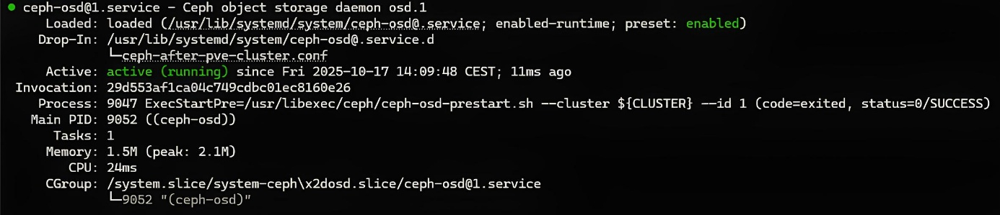 ● ceph-osd@1.service - Ceph object storage daemon osd.1
Loaded: loaded (/usr/lib/systemd/system/ceph-osd@.service; enabled-runtime; preset: enabled)
Drop-In: /usr/lib/systemd/system/ceph-osd@.service.d
└─ceph-after-pve-cluster.conf
Active: active (running) since Fri 2025-10-17 14:09:48 CEST; 11ms ago
Invocation: 29d553af1ca04c749cdbc01ec8160e26
Process: 9047 ExecStartPre=/usr/libexec/ceph/ceph-osd-prestart.sh --cluster ${CLUSTER} --id 1 (code=exited, status=0/SUCCESS)
Main PID: 9052 ((ceph-osd))
Tasks: 1
Memory: 1.5M (peak: 2.1M)
CPU: 24ms
CGroup: /system.slice/system-ceph\x2dosd.slice/ceph-osd@1.service
└─9052 "(ceph-osd)"